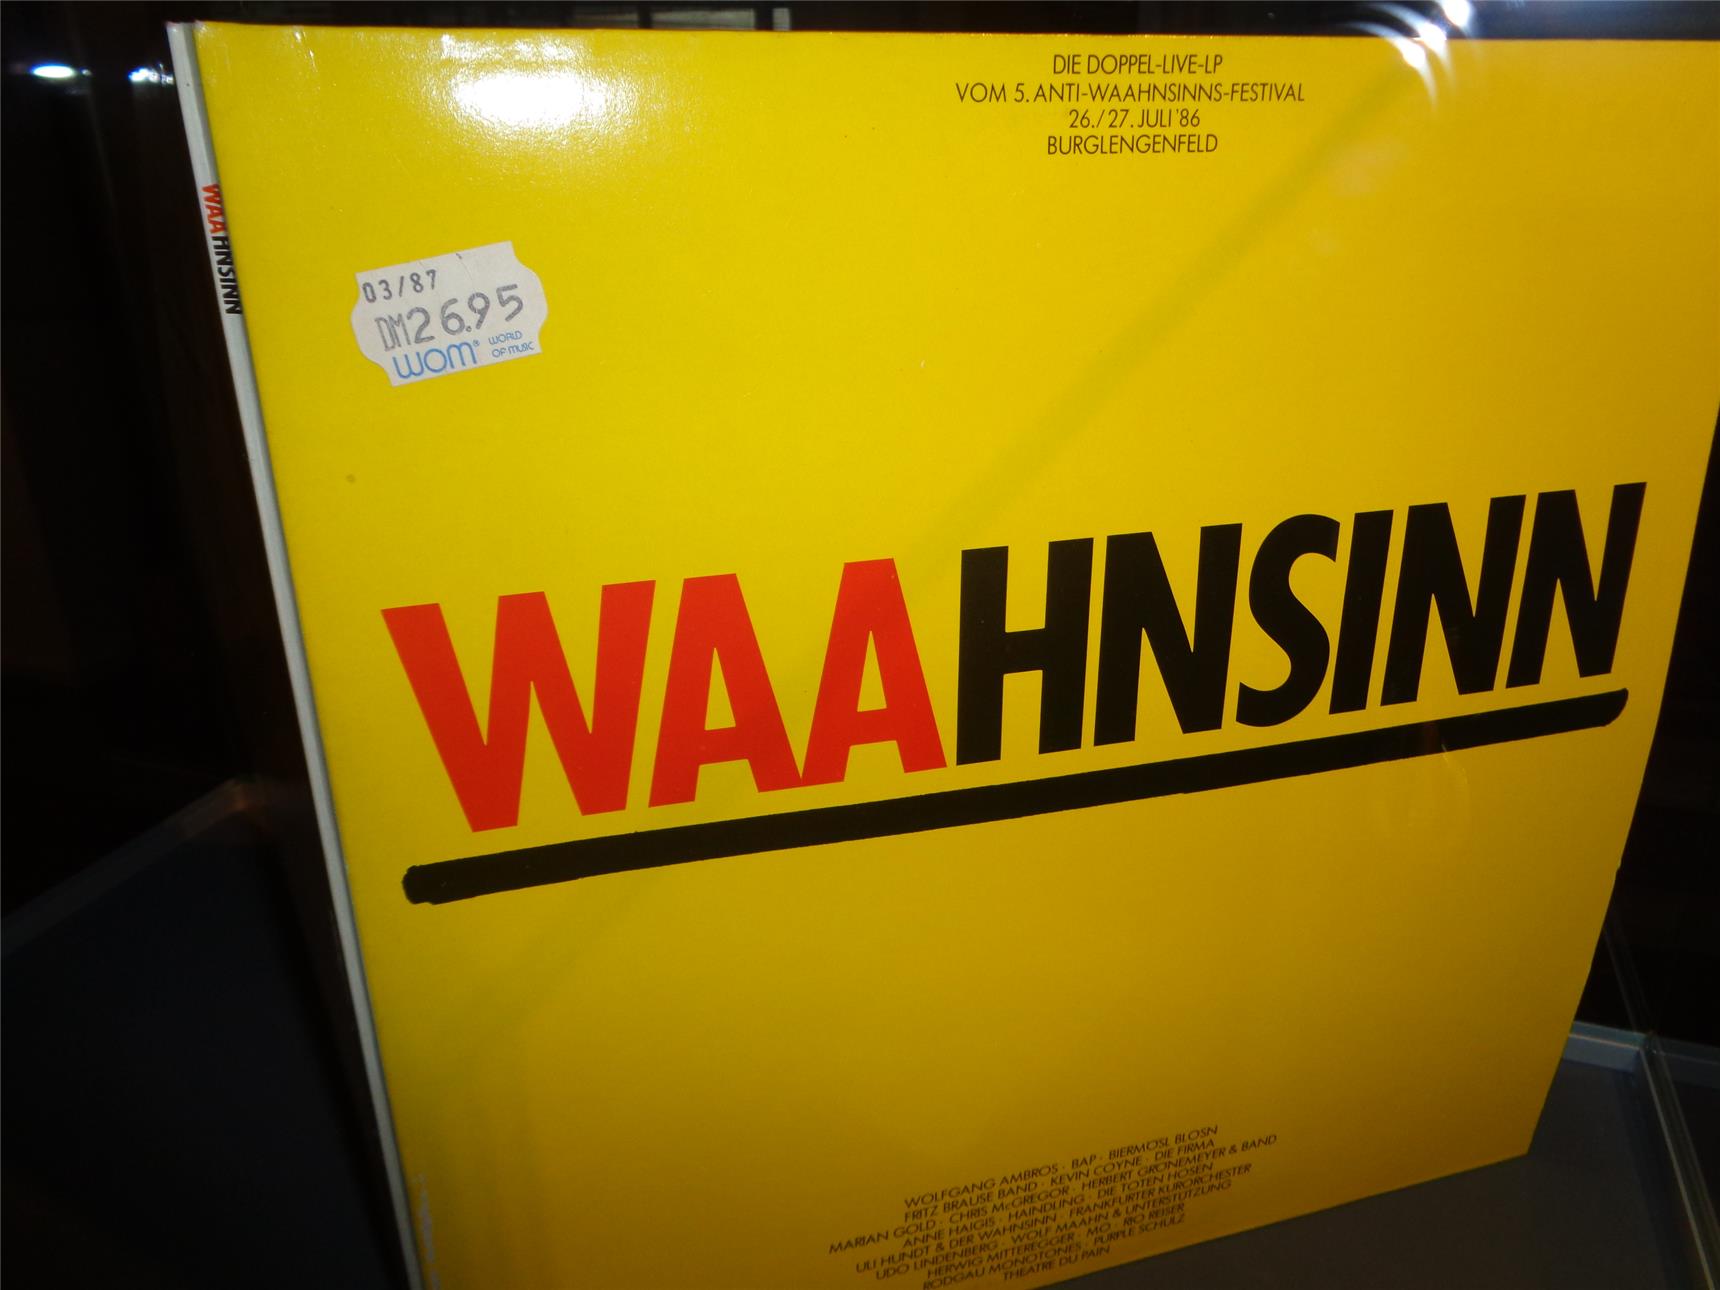 DIE DOPPEL-LIVE-LP
VOM 5. ANTI-WAAHNSINNS-FESTIVAL
26./27. JULI '86
BURGLENGENFELD
WAAHNSINN
03/87
DM26.95
WOM® WORLD
OF MUSIC
WAAHNSINN
WOLFGANG AMBROS · BAP · BIERMÖSL BLOSN
FRITZ BRAUSE BAND · KEVIN COYNE · DIE FIRMA
MARIAN GOLD · CHRIS McGREGOR · HERBERT GRÖNEMEYER & BAND
ANNE HAIGIS · HAINDLING · DIE TOTEN HOSEN
ULI HUNDT & DER WAHNSINN · FRANKFURTER KURORCHESTER
UDO LINDENBERG · WOLF MAAHN & UNTERSTÜTZUNG
HERWIG MITTEREGGER · MO · RIO REISER
RODGAU MONOTONES · PURPLE SCHULZ
THEATRE DU PAIN